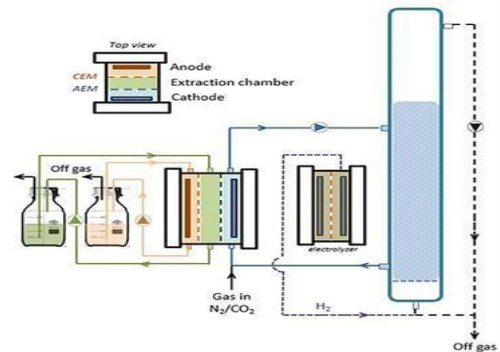 Top view
Anode
CEM
Extraction chamber
AEM
Cathode
Off gas
electrolyzer
Gas in
N₂/CO₂
H₂
Off gas